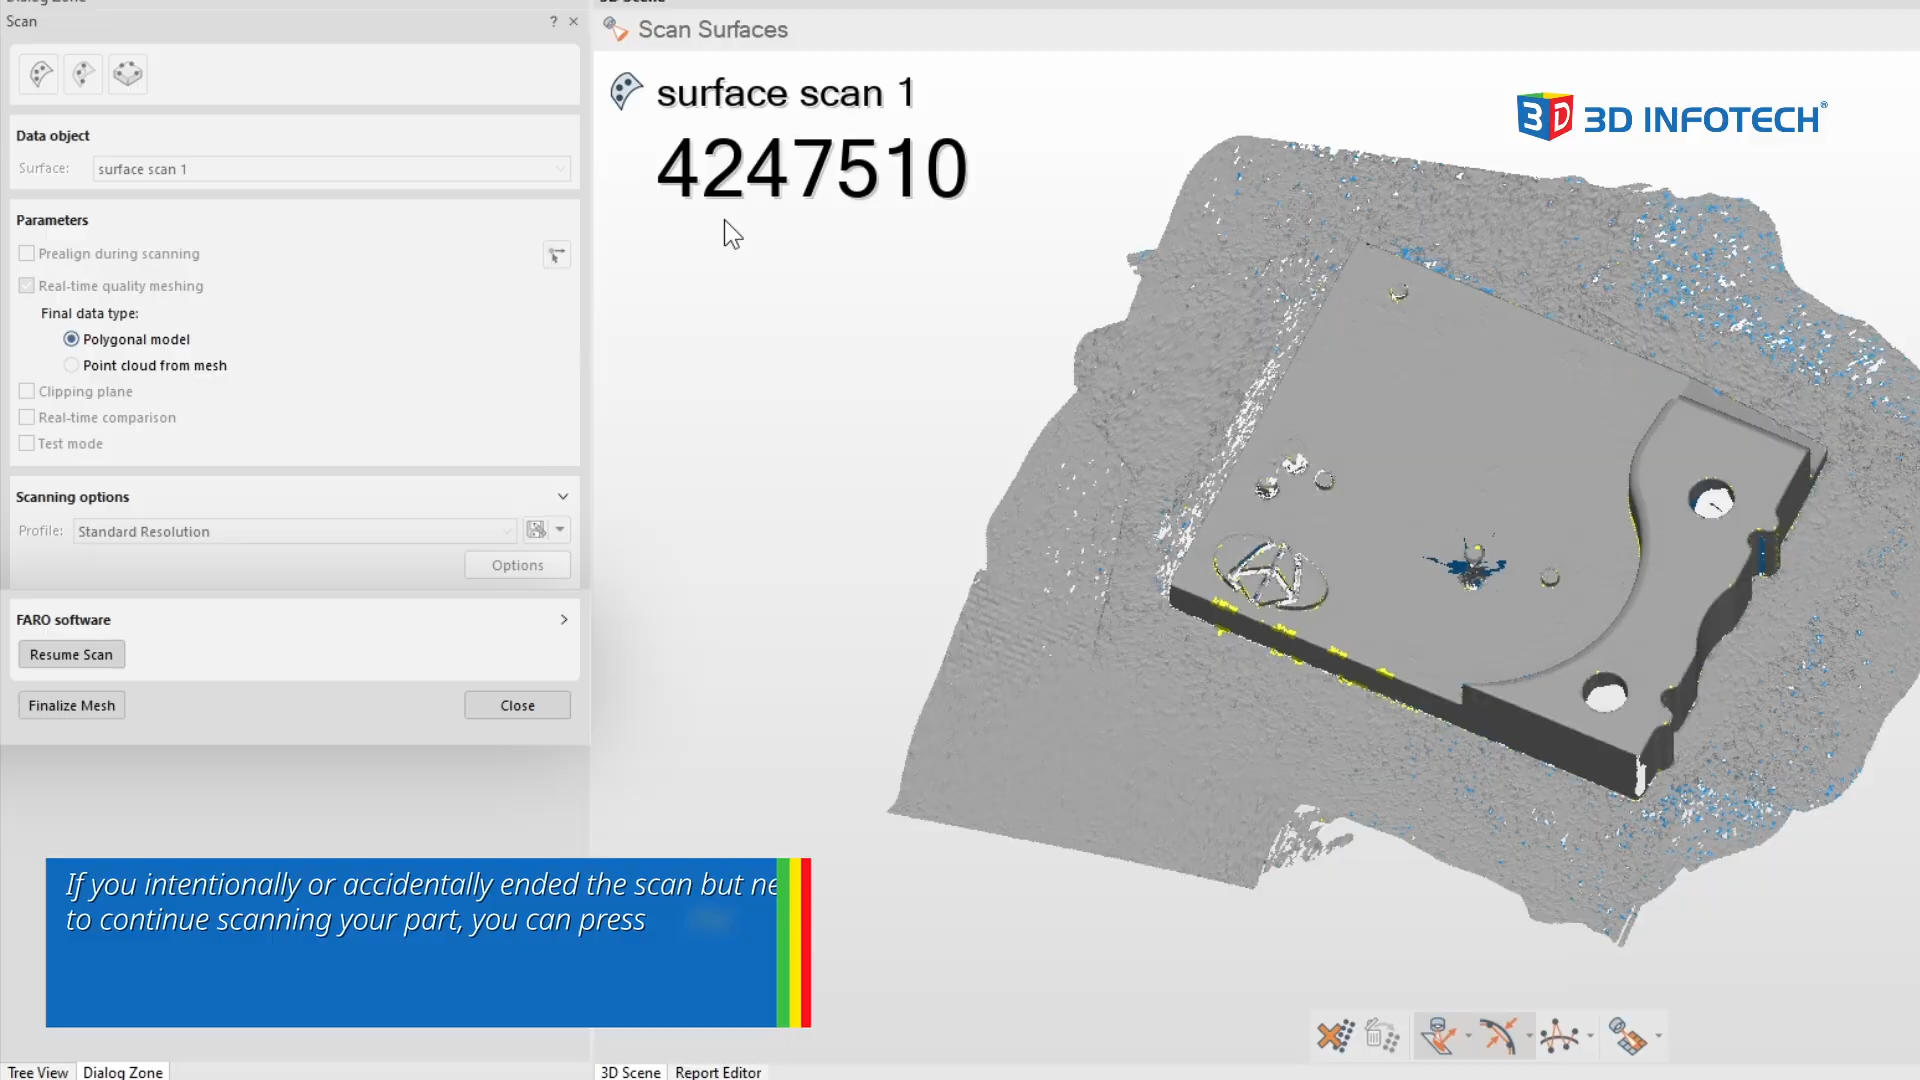 Scan
?
Scan Surfaces
surface scan 1
4247510
3D INFOTECH®
Data object
Surface:
surface scan 1
Parameters
Prealign during scanning
Real-time quality meshing
Final data type:
Polygonal model
Point cloud from mesh
Clipping plane
Real-time comparison
Test mode
Scanning options
Profile:
Standard Resolution
Options
FARO software
Resume Scan
Finalize Mesh
Close
If you intentionally or accidentally ended the scan but ne
to continue scanning your part, you can press
Tree View
Dialog Zone
3D Scene
Report Editor